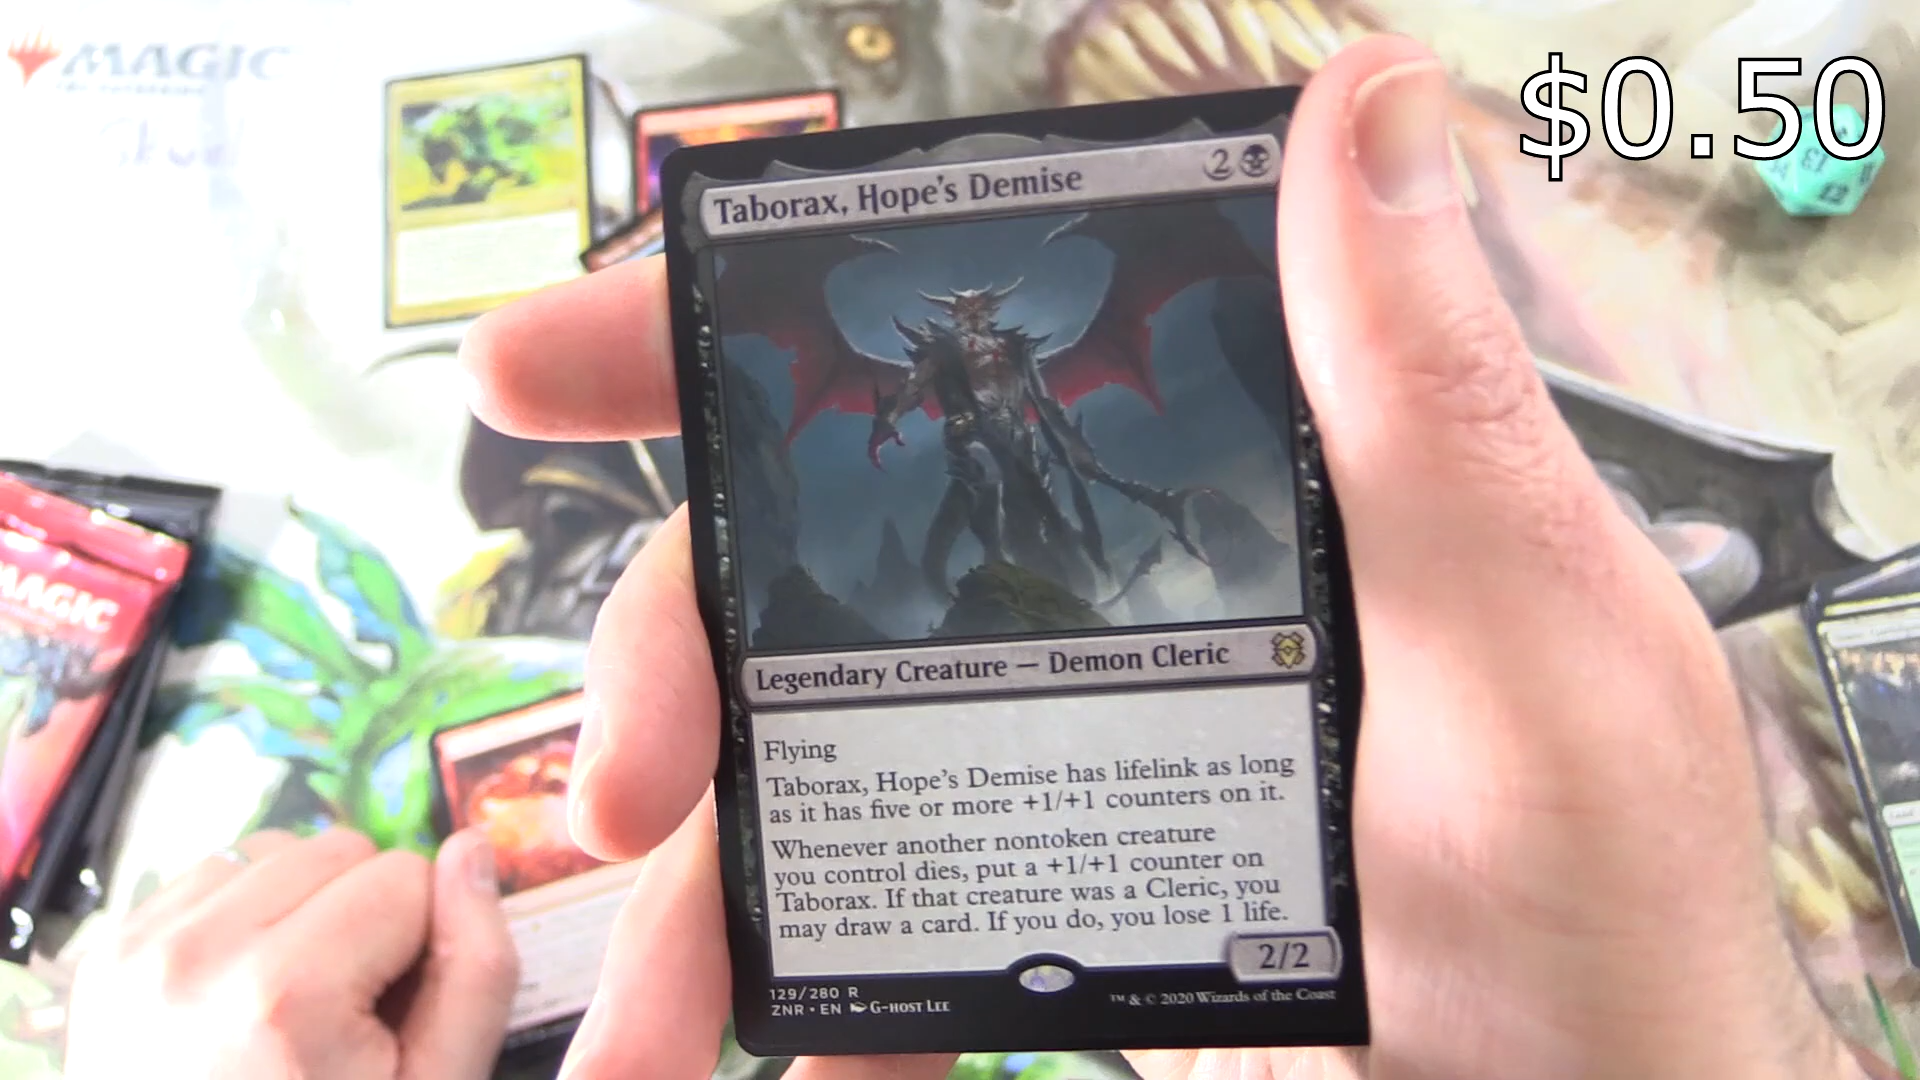 MAGIC
$0.50
Taborax, Hope's Demise 2
Legendary Creature — Demon Cleric
Flying
Taborax, Hope's Demise has lifelink as long
as it has five or more +1/+1 counters on it.
Whenever another nontoken creature
you control dies, put a +1/+1 counter on
Taborax. If that creature was a Cleric, you
may draw a card. If you do, you lose 1 life.
2/2
129/280 R
ZNR • EN G-HOST LEE
™ & © 2020 Wizards of the Coast
MAGIC
13